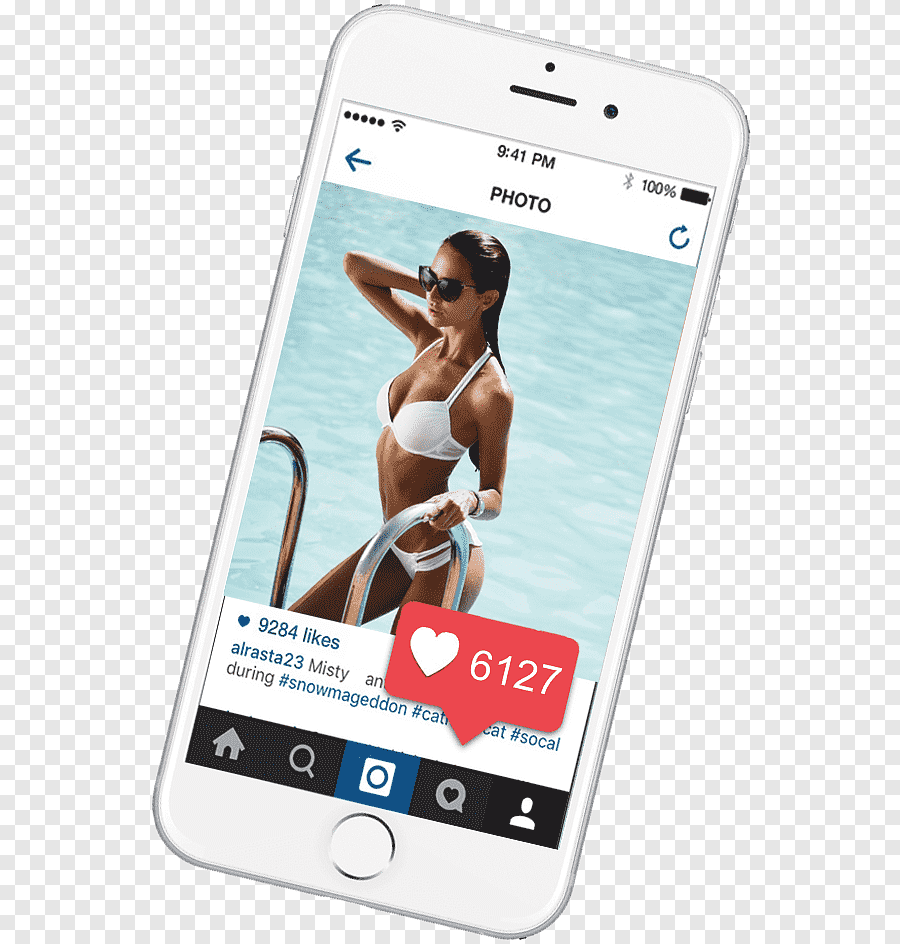 9:41 PM
100%
PHOTO
9284 likes
6127
alrasta23 Misty
during #snowmageddon #socal